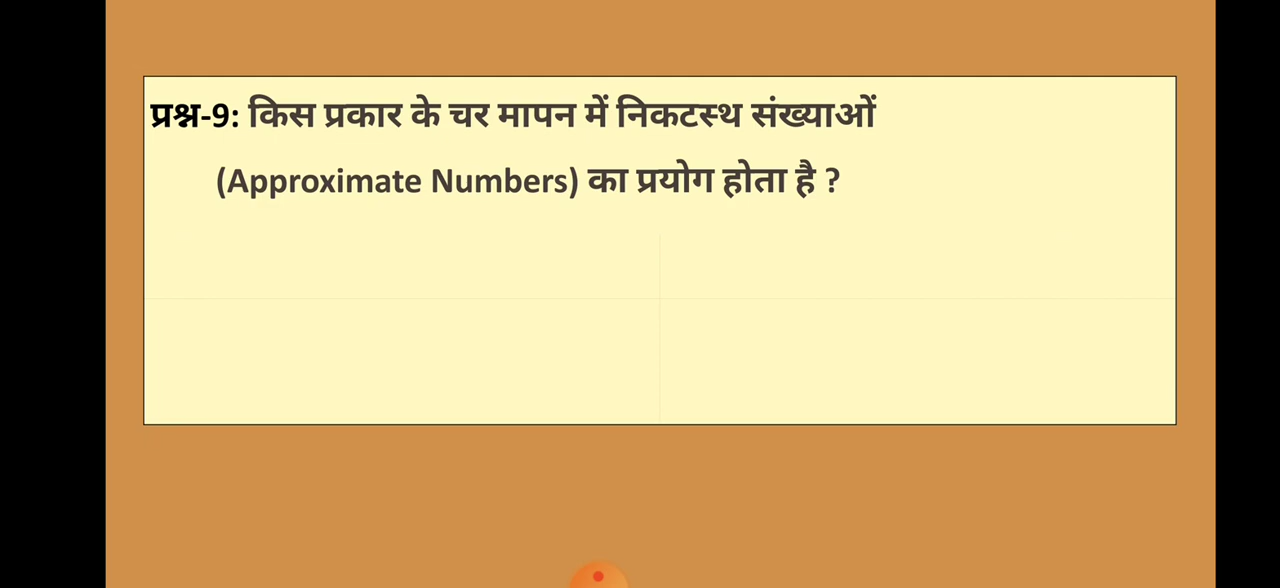 प्रश्न-9: किस प्रकार के चर मापन में निकटस्थ संख्याओं
(Approximate Numbers) का प्रयोग होता है ?